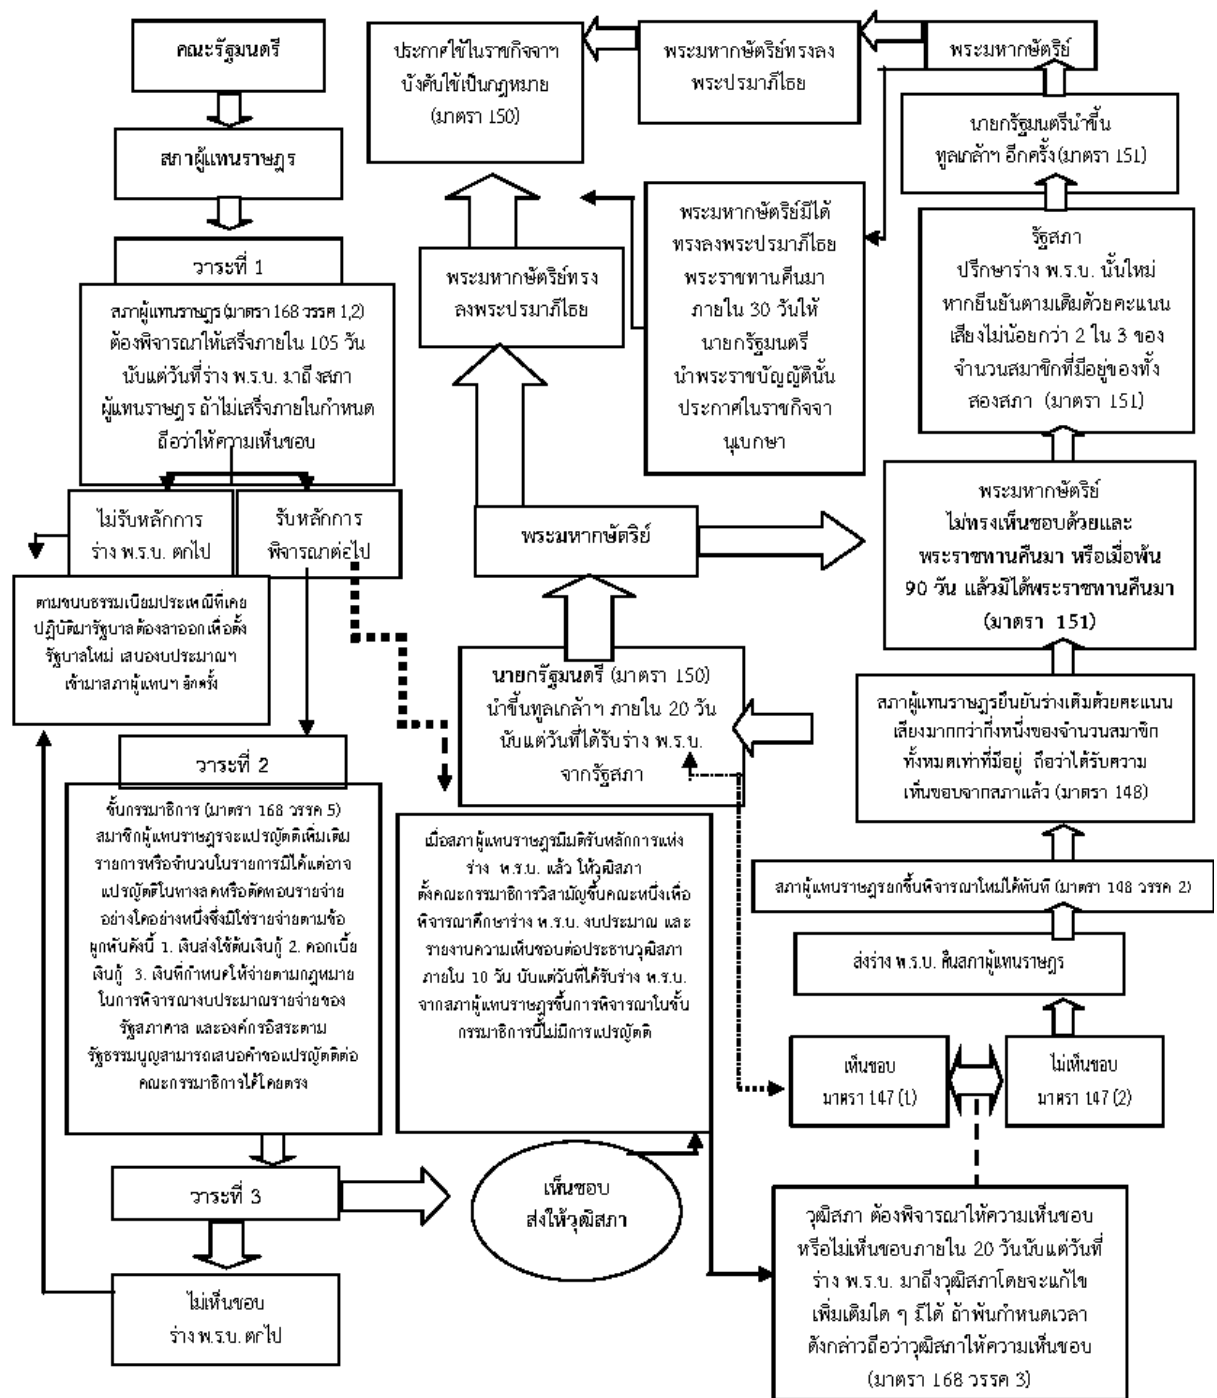 คณะรัฐมนตรี
สภาผู้แทนราษฎร
วาระที่ 1
สภาผู้แทนราษฎร (มาตรา 168 วรรค 1,2)
ต้องพิจารณาให้เสร็จภายใน 105 วัน
นับแต่วันที่ร่าง พ.ร.บ. มาถึงสภา
ผู้แทนราษฎร ถ้าไม่เสร็จภายในกำหนด
ถือว่าให้ความเห็นชอบ
ไม่รับหลักการ
ร่าง พ.ร.บ. ตกไป
รับหลักการ
พิจารณาต่อไป
ตามขนบธรรมเนียมประเพณีที่เคย
ปฏิบัติมารัฐบาลต้องลาออกเพื่อตั้ง
รัฐบาลใหม่ เสนองบประมาณฯ
เข้ามาสภาผู้แทนฯ อีกครั้ง
วาระที่ 2
ขั้นกรรมาธิการ (มาตรา 168 วรรค 5)
สมาชิกผู้แทนราษฎรจะแปรญัตติเพิ่มเติม
รายการหรือจำนวนในรายการมิได้แต่อาจ
แปรญัตติในทางลดหรือตัดทอนรายจ่าย
อย่างใดอย่างหนึ่งซึ่งมิใช่รายจ่ายตามข้อ
ผูกพันดังนี้ 1. เงินส่งใช้ต้นเงินกู้ 2. ดอกเบี้ย
เงินกู้ 3. เงินที่กำหนดให้จ่ายตามกฎหมาย
ในการพิจารณางบประมาณรายจ่ายของ
รัฐสภาศาล และองค์กรอิสระตาม
รัฐธรรมนูญสามารถเสนอคำขอแปรญัตติต่อ
คณะกรรมาธิการได้โดยตรง
วาระที่ 3
ไม่เห็นชอบ
ร่าง พ.ร.บ. ตกไป
เห็นชอบ
ส่งให้วุฒิสภา
เมื่อสภาผู้แทนราษฎรมีมติรับหลักการแห่ง
ร่าง พ.ร.บ. แล้ว ให้วุฒิสภา
ตั้งคณะกรรมาธิการวิสามัญขึ้นคณะหนึ่งเพื่อ
พิจารณาศึกษาร่าง พ.ร.บ. งบประมาณ และ
รายงานความเห็นชอบต่อประธานวุฒิสภา
ภายใน 10 วัน นับแต่วันที่ได้รับร่าง พ.ร.บ.
จากสภาผู้แทนราษฎรขึ้นการพิจารณาในขั้น
กรรมาธิการนี้ไม่มีการแปรญัตติ
วุฒิสภา ต้องพิจารณาให้ความเห็นชอบ
หรือไม่เห็นชอบภายใน 20 วันนับแต่วันที่
ร่าง พ.ร.บ. มาถึงวุฒิสภาโดยจะแก้ไข
เพิ่มเติมใด ๆ มิได้ ถ้าพ้นกำหนดเวลา
ดังกล่าวถือว่าวุฒิสภาให้ความเห็นชอบ
(มาตรา 168 วรรค 3)
เห็นชอบ
มาตรา 147 (1)
ไม่เห็นชอบ
มาตรา 147 (2)
ส่งร่าง พ.ร.บ. คืนสภาผู้แทนราษฎร
สภาผู้แทนราษฎรยกขึ้นพิจารณาใหม่ได้ทันที (มาตรา 148 วรรค 2)
สภาผู้แทนราษฎรยืนยันร่างเดิมด้วยคะแนน
เสียงมากกว่ากึ่งหนึ่งของจำนวนสมาชิก
ทั้งหมดเท่าที่มีอยู่ ถือว่าได้รับความ
เห็นชอบจากสภาแล้ว (มาตรา 148)
นายกรัฐมนตรี (มาตรา 150)
นำขึ้นทูลเกล้าฯ ภายใน 20 วัน
นับแต่วันที่ได้รับร่าง พ.ร.บ.
จากรัฐสภา
พระมหากษัตริย์
พระมหากษัตริย์ทรง
ลงพระปรมาภิไธย
ประกาศใช้ในราชกิจจาฯ
บังคับใช้เป็นกฎหมาย
(มาตรา 150)
พระมหากษัตริย์
ไม่ทรงเห็นชอบด้วยและ
พระราชทานคืนมา หรือเมื่อพ้น
90 วัน แล้วมิได้พระราชทานคืนมา
(มาตรา 151)
รัฐสภา
ปรึกษาร่าง พ.ร.บ. นั้นใหม่
หากยืนยันตามเดิมด้วยคะแนน
เสียงไม่น้อยกว่า 2 ใน 3 ของ
จำนวนสมาชิกที่มีอยู่ของทั้ง
สองสภา (มาตรา 151)
นายกรัฐมนตรีนำขึ้น
ทูลเกล้าฯ อีกครั้ง(มาตรา 151)
พระมหากษัตริย์
พระมหากษัตริย์ทรงลง
พระปรมาภิไธย
พระมหากษัตริย์มิได้
ทรงลงพระปรมาภิไธย
พระราชทานคืนมา
ภายใน 30 วันให้
นายกรัฐมนตรี
นำพระราชบัญญัตินั้น
ประกาศในราชกิจจา
นุเบกษา